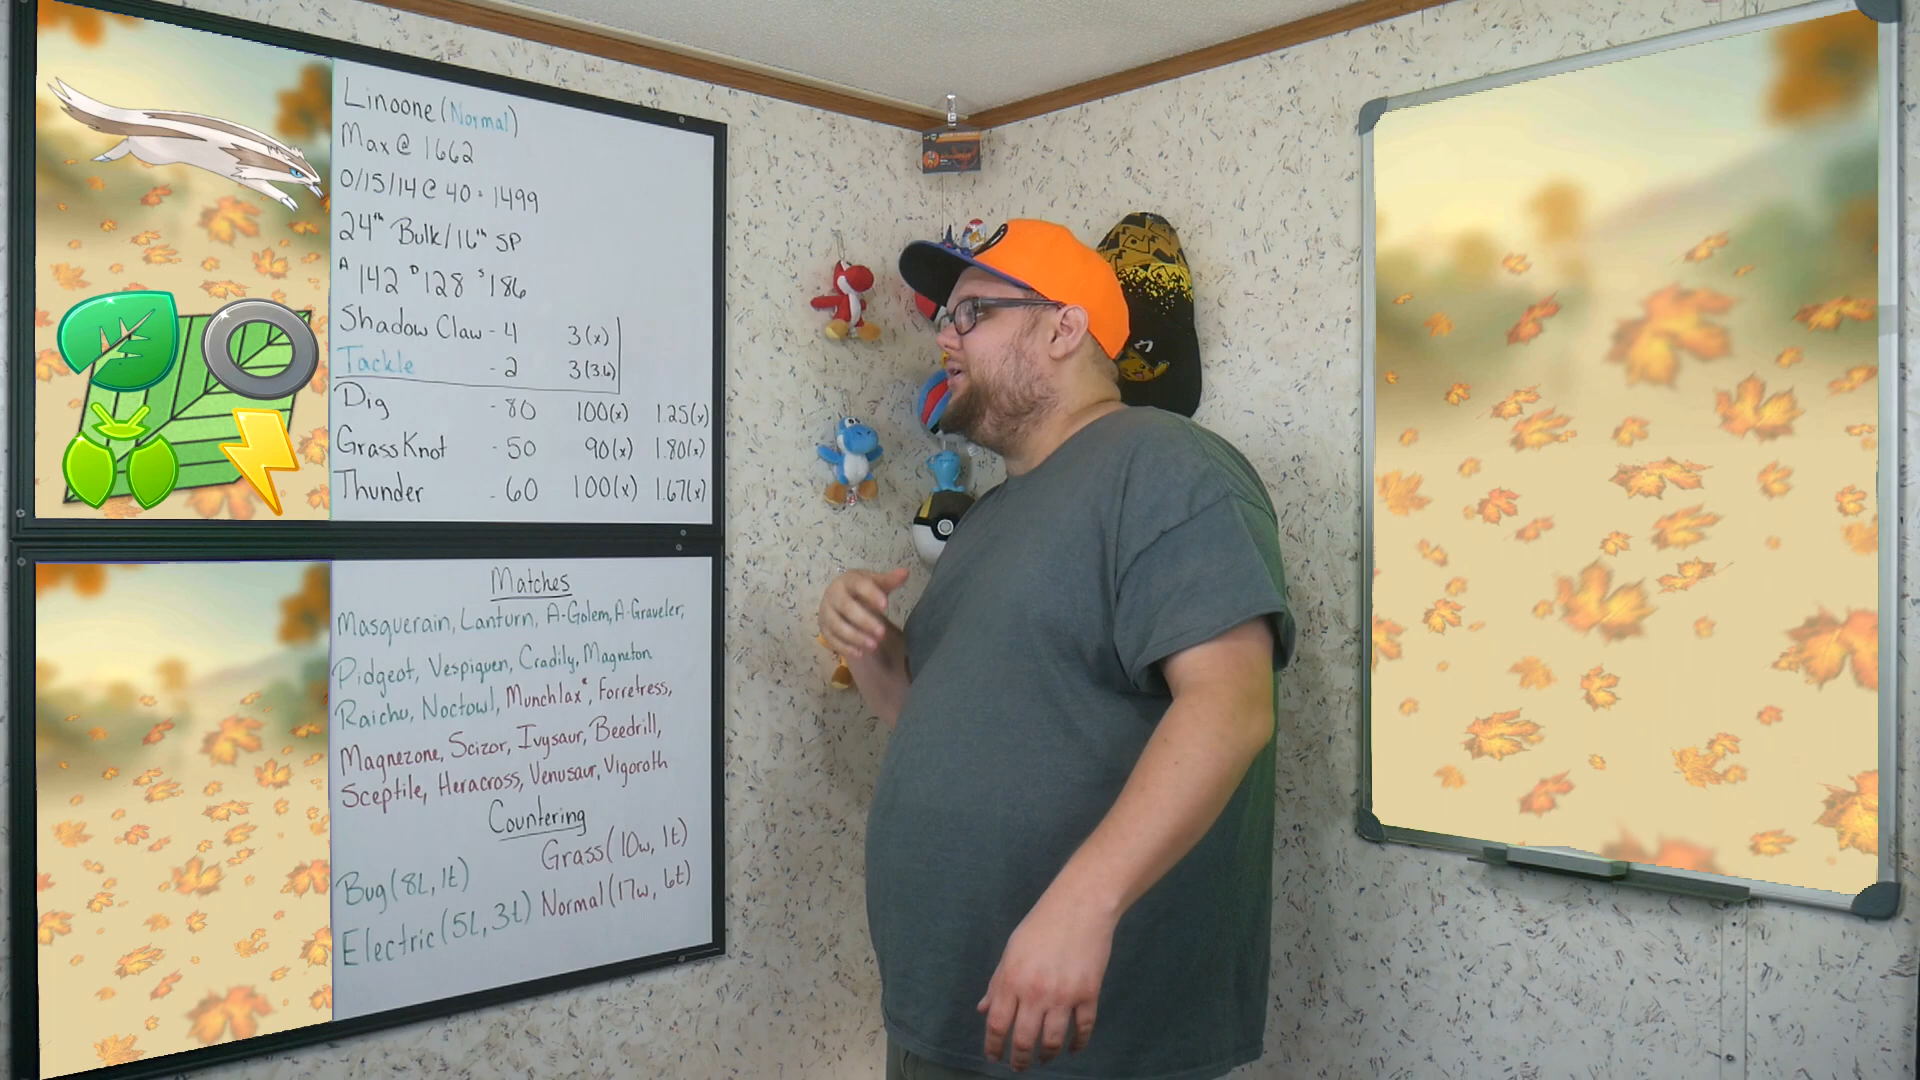 Linoone (Normal)
Max @ 1662
0/15/14 @ 40 = 1499
24th Bulk/16th SP
A 142 D 128 S 186
Shadow Claw - 4 3(x)
Tackle - 2 3(3.6)
Dig - 80 100(x) 1.25(x)
Grass Knot - 50 90(x) 1.80(x)
Thunder - 60 100(x) 1.67(x)
Matches
Masquerain, Lanturn, A-Golem, A-Graveler,
Pidgeot, Vespiquen, Cradily, Magneton
Raichu, Noctowl, Munchlax*, Forretress,
Magnezone, Scizor, Ivysaur, Beedrill,
Sceptile, Heracross, Venusaur, Vigoroth
Countering
Grass (10w, 1t)
Bug (8L, 1t)
Normal (17w, 6t)
Electric (5L, 3t)